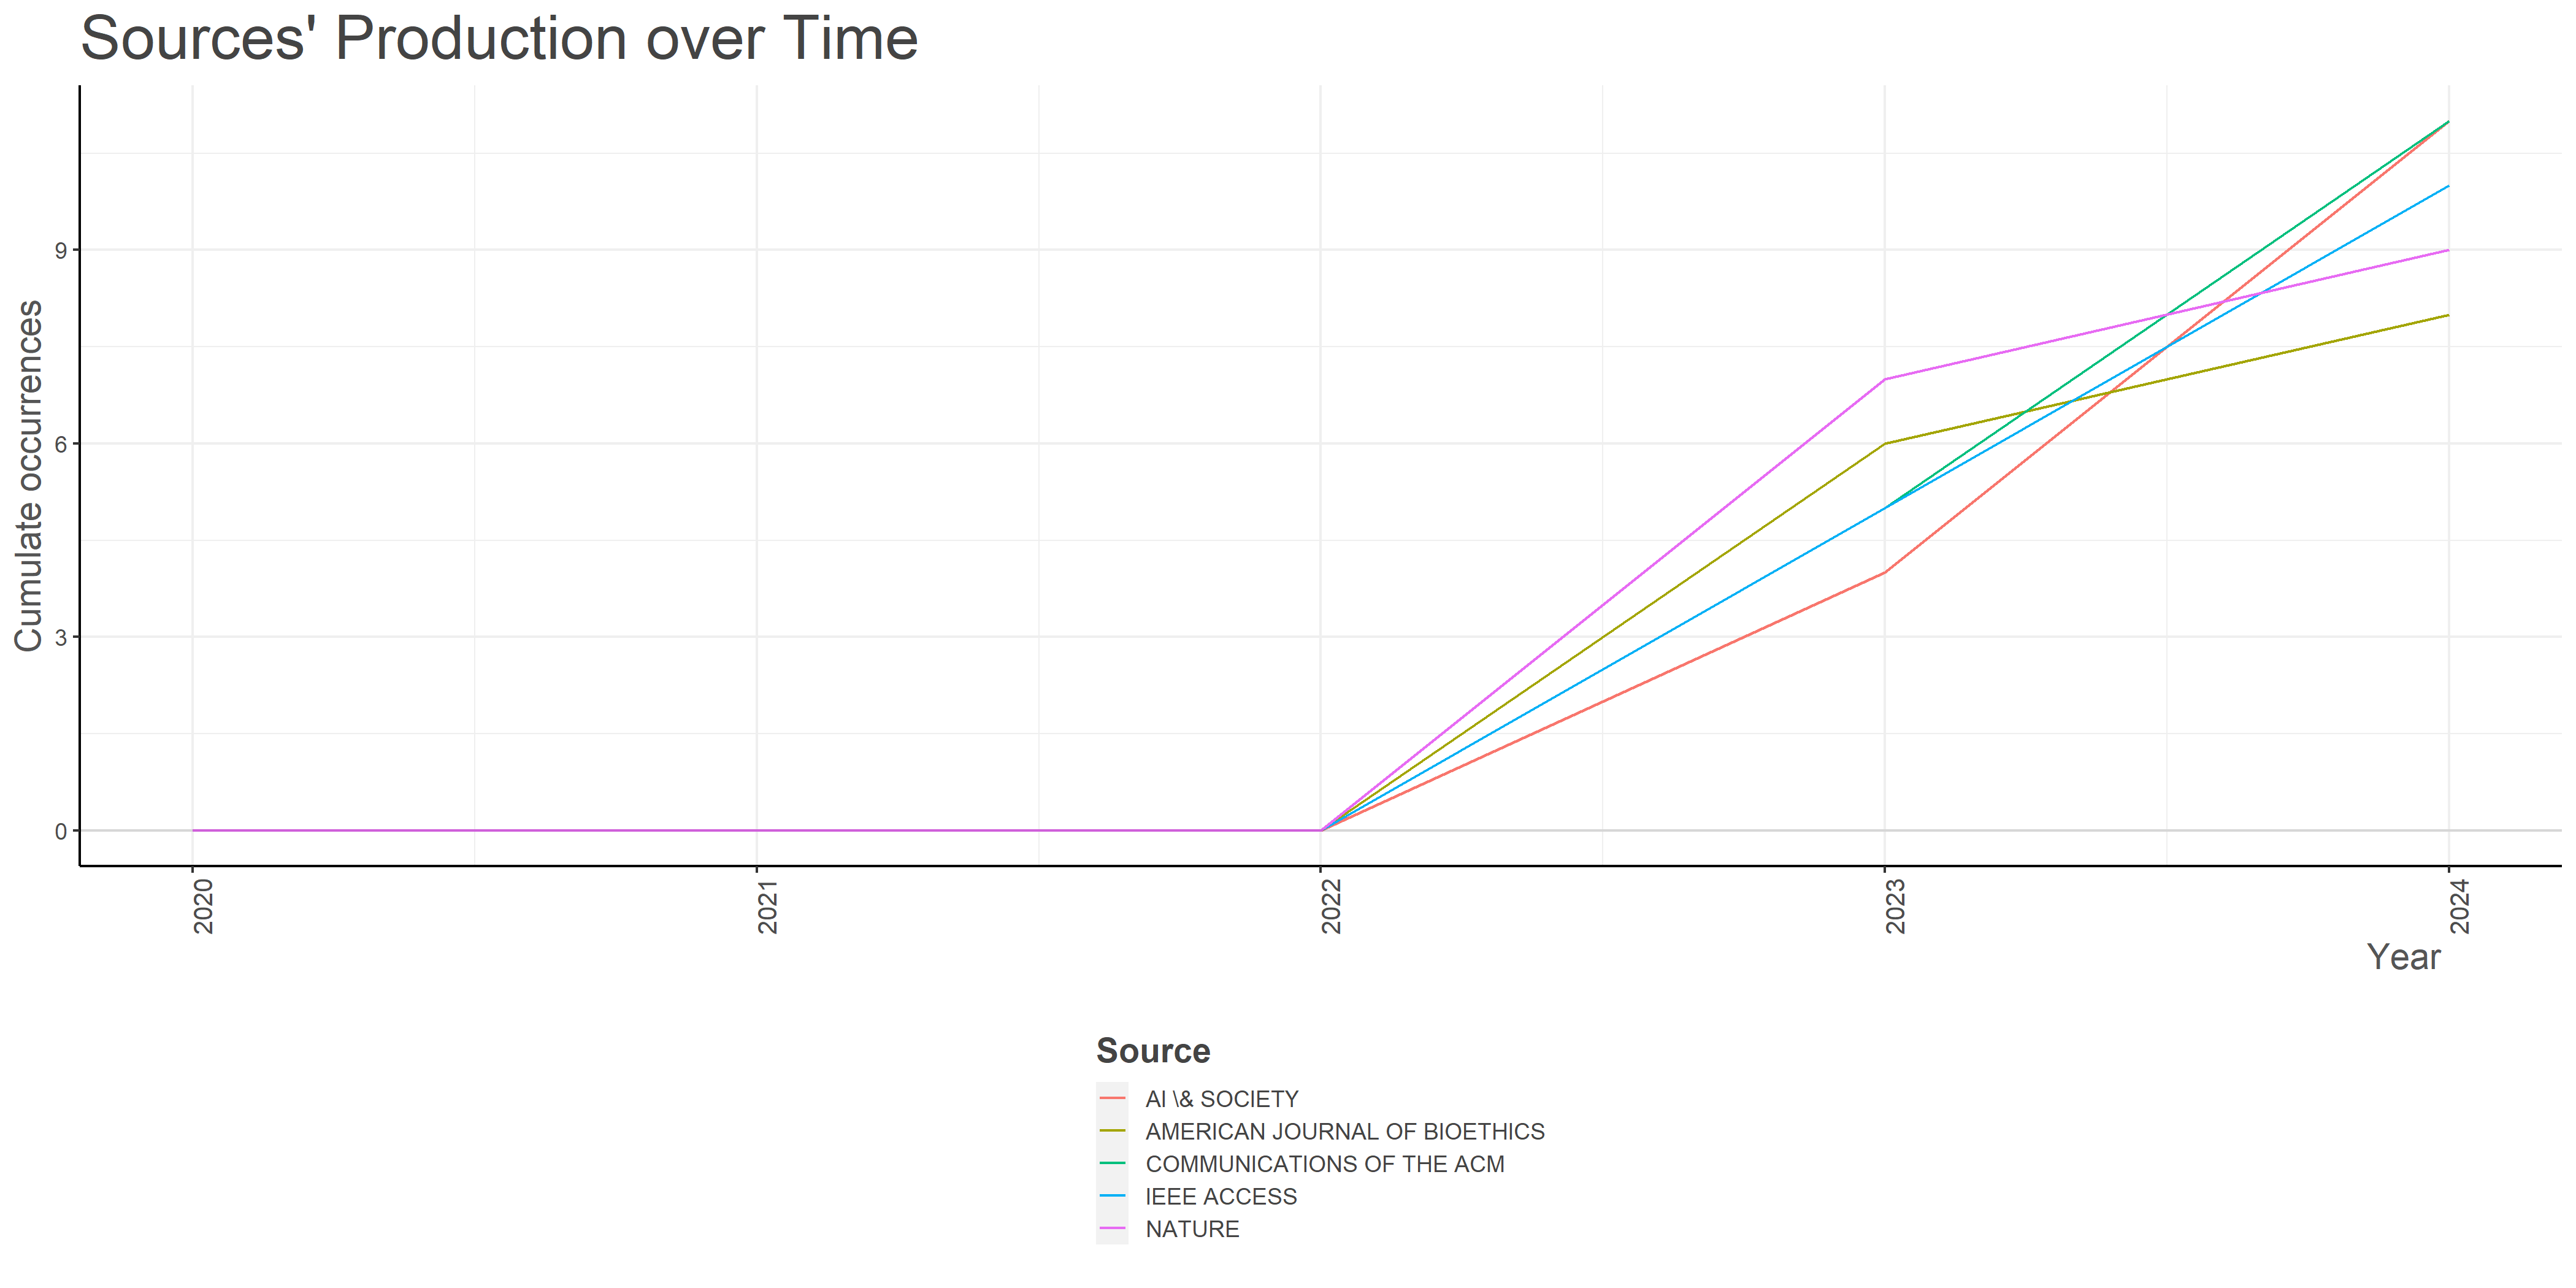 Sources' Production over Time
Cumulate occurrences
9
6
3
0
2020
2021
2022
2023
2024
Year
Source
AI \& SOCIETY
AMERICAN JOURNAL OF BIOETHICS
COMMUNICATIONS OF THE ACM
IEEE ACCESS
NATURE